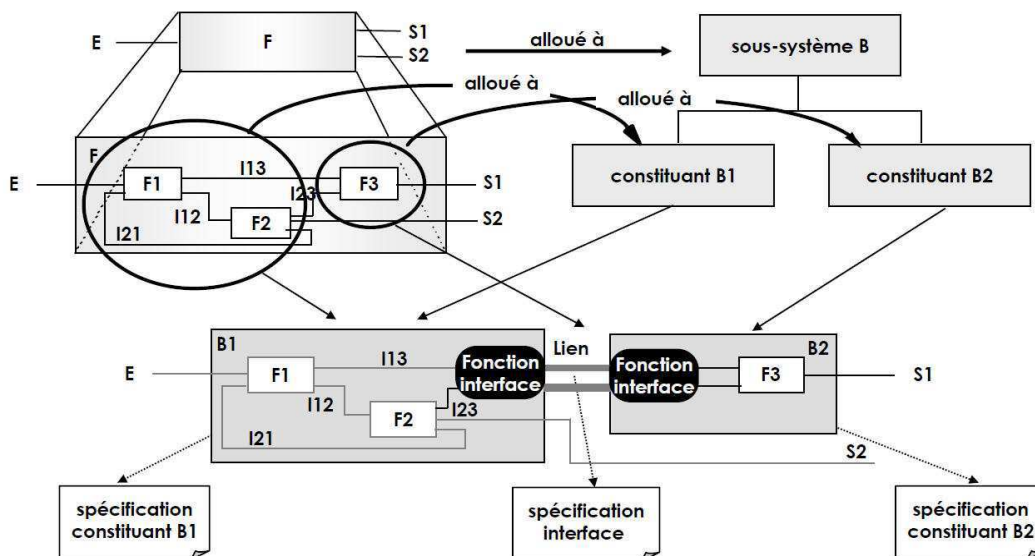 E
F
S1
S2
alloué à
sous-système B
alloué à
alloué à
F
E
F1
I13
I12
I21
F2
I23
F3
S1
S2
constituant B1
constituant B2
B1
E
F1
I13
I12
I21
F2
I23
Fonction
interface
Lien
Fonction
interface
B2
F3
S1
S2
spécification
constituant B1
spécification
interface
spécification
constituant B2